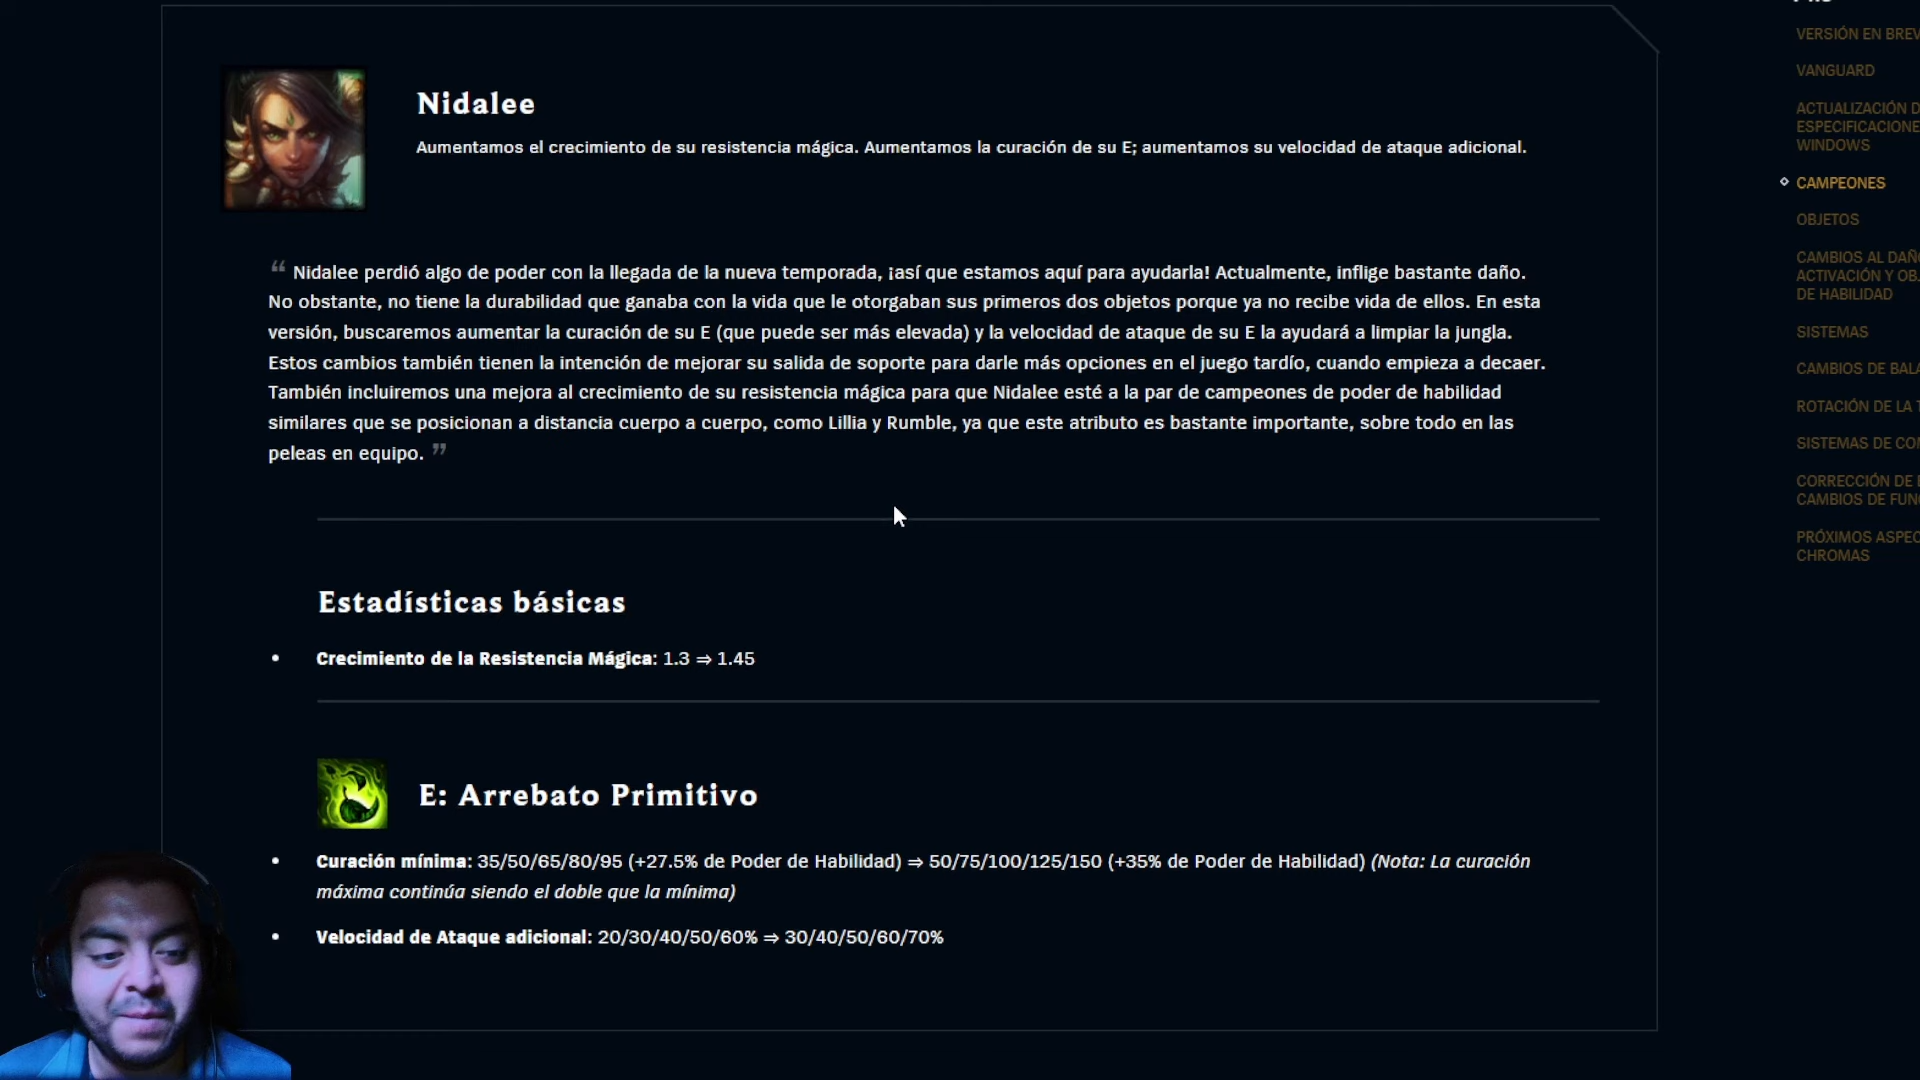 Nidalee
Aumentamos el crecimiento de su resistencia mágica. Aumentamos la curación de su E; aumentamos su velocidad de ataque adicional.
“ Nidalee perdió algo de poder con la llegada de la nueva temporada, ¡así que estamos aquí para ayudarla! Actualmente, inflige bastante daño.
No obstante, no tiene la durabilidad que ganaba con la vida que le otorgaban sus primeros dos objetos porque ya no recibe vida de ellos. En esta
versión, buscaremos aumentar la curación de su E (que puede ser más elevada) y la velocidad de ataque de su E la ayudará a limpiar la jungla.
Estos cambios también tienen la intención de mejorar su salida de soporte para darle más opciones en el juego tardío, cuando empieza a decaer.
También incluiremos una mejora al crecimiento de su resistencia mágica para que Nidalee esté a la par de campeones de poder de habilidad
similares que se posicionan a distancia cuerpo a cuerpo, como Lillia y Rumble, ya que este atributo es bastante importante, sobre todo en las
peleas en equipo. ”
Estadísticas básicas
• Crecimiento de la Resistencia Mágica: 1.3 ⇒ 1.45
E: Arrebato Primitivo
• Curación mínima: 35/50/65/80/95 (+27.5% de Poder de Habilidad) ⇒ 50/75/100/125/150 (+35% de Poder de Habilidad) (Nota: La curación
máxima continúa siendo el doble que la mínima)
• Velocidad de Ataque adicional: 20/30/40/50/60% ⇒ 30/40/50/60/70%
VERSIÓN EN BREV
VANGUARD
ACTUALIZACIÓN D
ESPECIFICACIONE
WINDOWS
CAMPEONES
OBJETOS
CAMBIOS AL DAÑ
ACTIVACIÓN Y OBJ
DE HABILIDAD
SISTEMAS
CAMBIOS DE BALA
ROTACIÓN DE LA T
SISTEMAS DE CO
CORRECCIÓN DE
CAMBIOS DE FUN
PRÓXIMOS ASPEC
CHROMAS